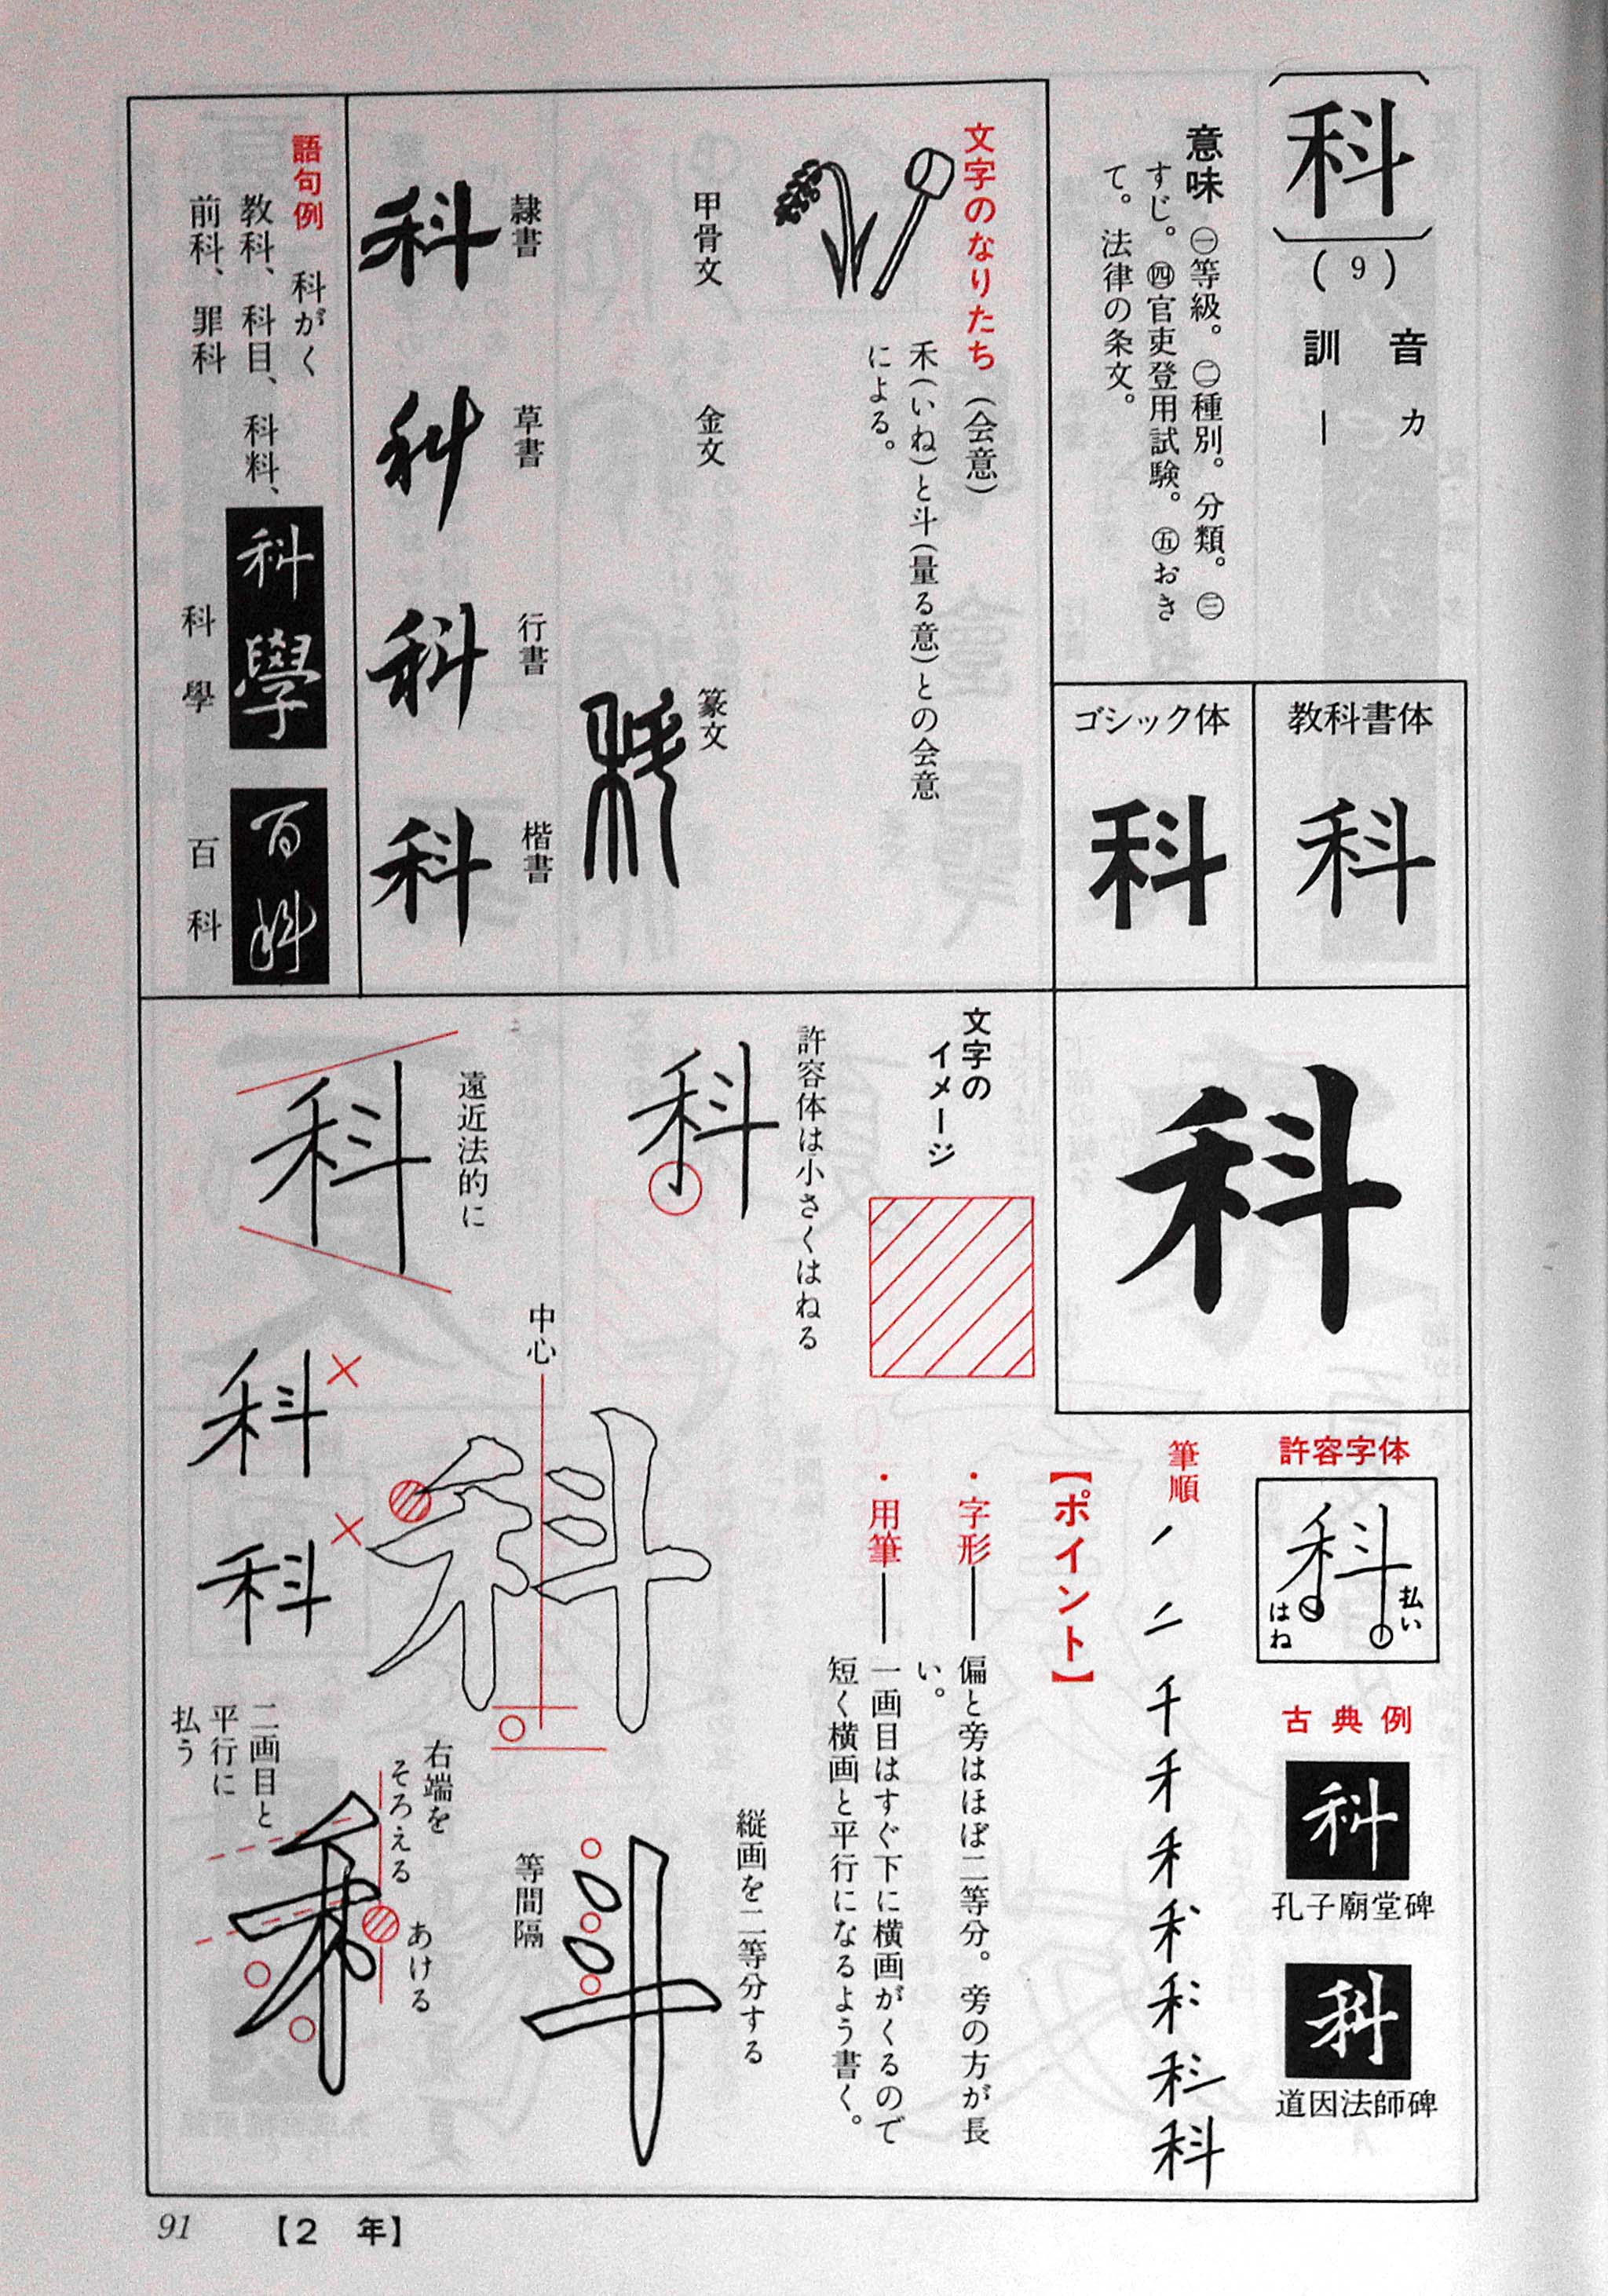 科
(9)
音 カ
訓 ―
意味 ㊀等級。㊁種別。分類。㊂
すじ。㊃官吏登用試験。㊄おき
て。法律の条文。
教科書体
科
ゴシック体
科
文字のなりたち (会意)
禾(いね)と斗(量る意)との会意
による。
甲骨文
金文
篆文
科
隷書
科
草書
科
行書
科
楷書
科
語句例 科がく
教科、科目、科料、
前科、罪科
科學
科學
百科
百科
科
許容字体
科
払い
はね
古典例
科
孔子廟堂碑
科
道因法師碑
筆順
ノ 二 千 禾 科
【ポイント】
・字形――偏と旁はほぼ二等分。旁の方が長
い。
・用筆――一画目はすぐ下に横画がくるので
短く横画と平行になるよう書く。
文字の
イメージ
許容体は小さくはねる
科
遠近法的に
科
中心
科
科
科
縦画を二等分する
等間隔
斗
右端を
そろえる
あける
禾
二画目と
平行に
払う
91
【2 年】